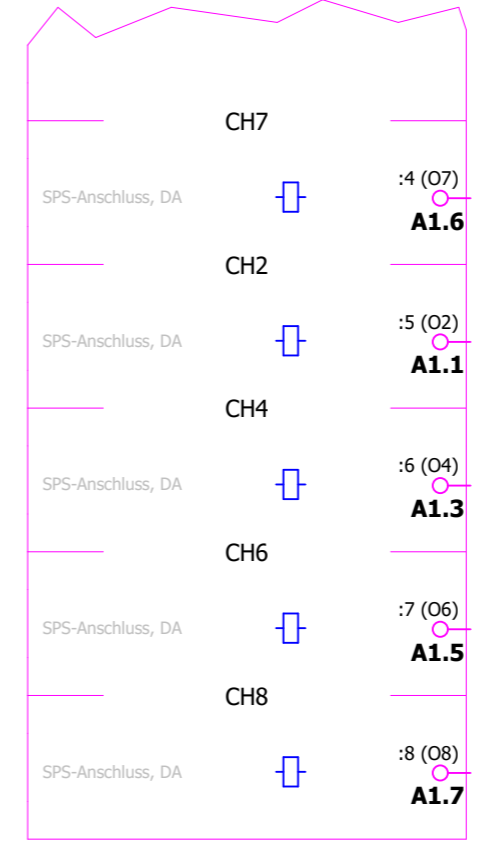 CH7
:4 (O7)
SPS-Anschluss, DA
A1.6
CH2
:5 (O2)
SPS-Anschluss, DA
A1.1
CH4
:6 (O4)
SPS-Anschluss, DA
A1.3
CH6
:7 (O6)
SPS-Anschluss, DA
A1.5
CH8
:8 (O8)
SPS-Anschluss, DA
A1.7